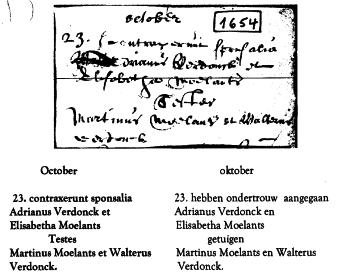 october
1654
23. contraxerunt sponsalia
Adrianus Verdonck et
Elisabetha Moelants
Testes
Martinus Moelants et Walterus
Verdonck
October
23. contraxerunt sponsalia
Adrianus Verdonck et
Elisabetha Moelants
Testes
Martinus Moelants et Walterus
Verdonck.
oktober
23. hebben ondertrouw aangegaan
Adrianus Verdonck en
Elisabetha Moelants
getuigen
Martinus Moelants en Walterus
Verdonck.